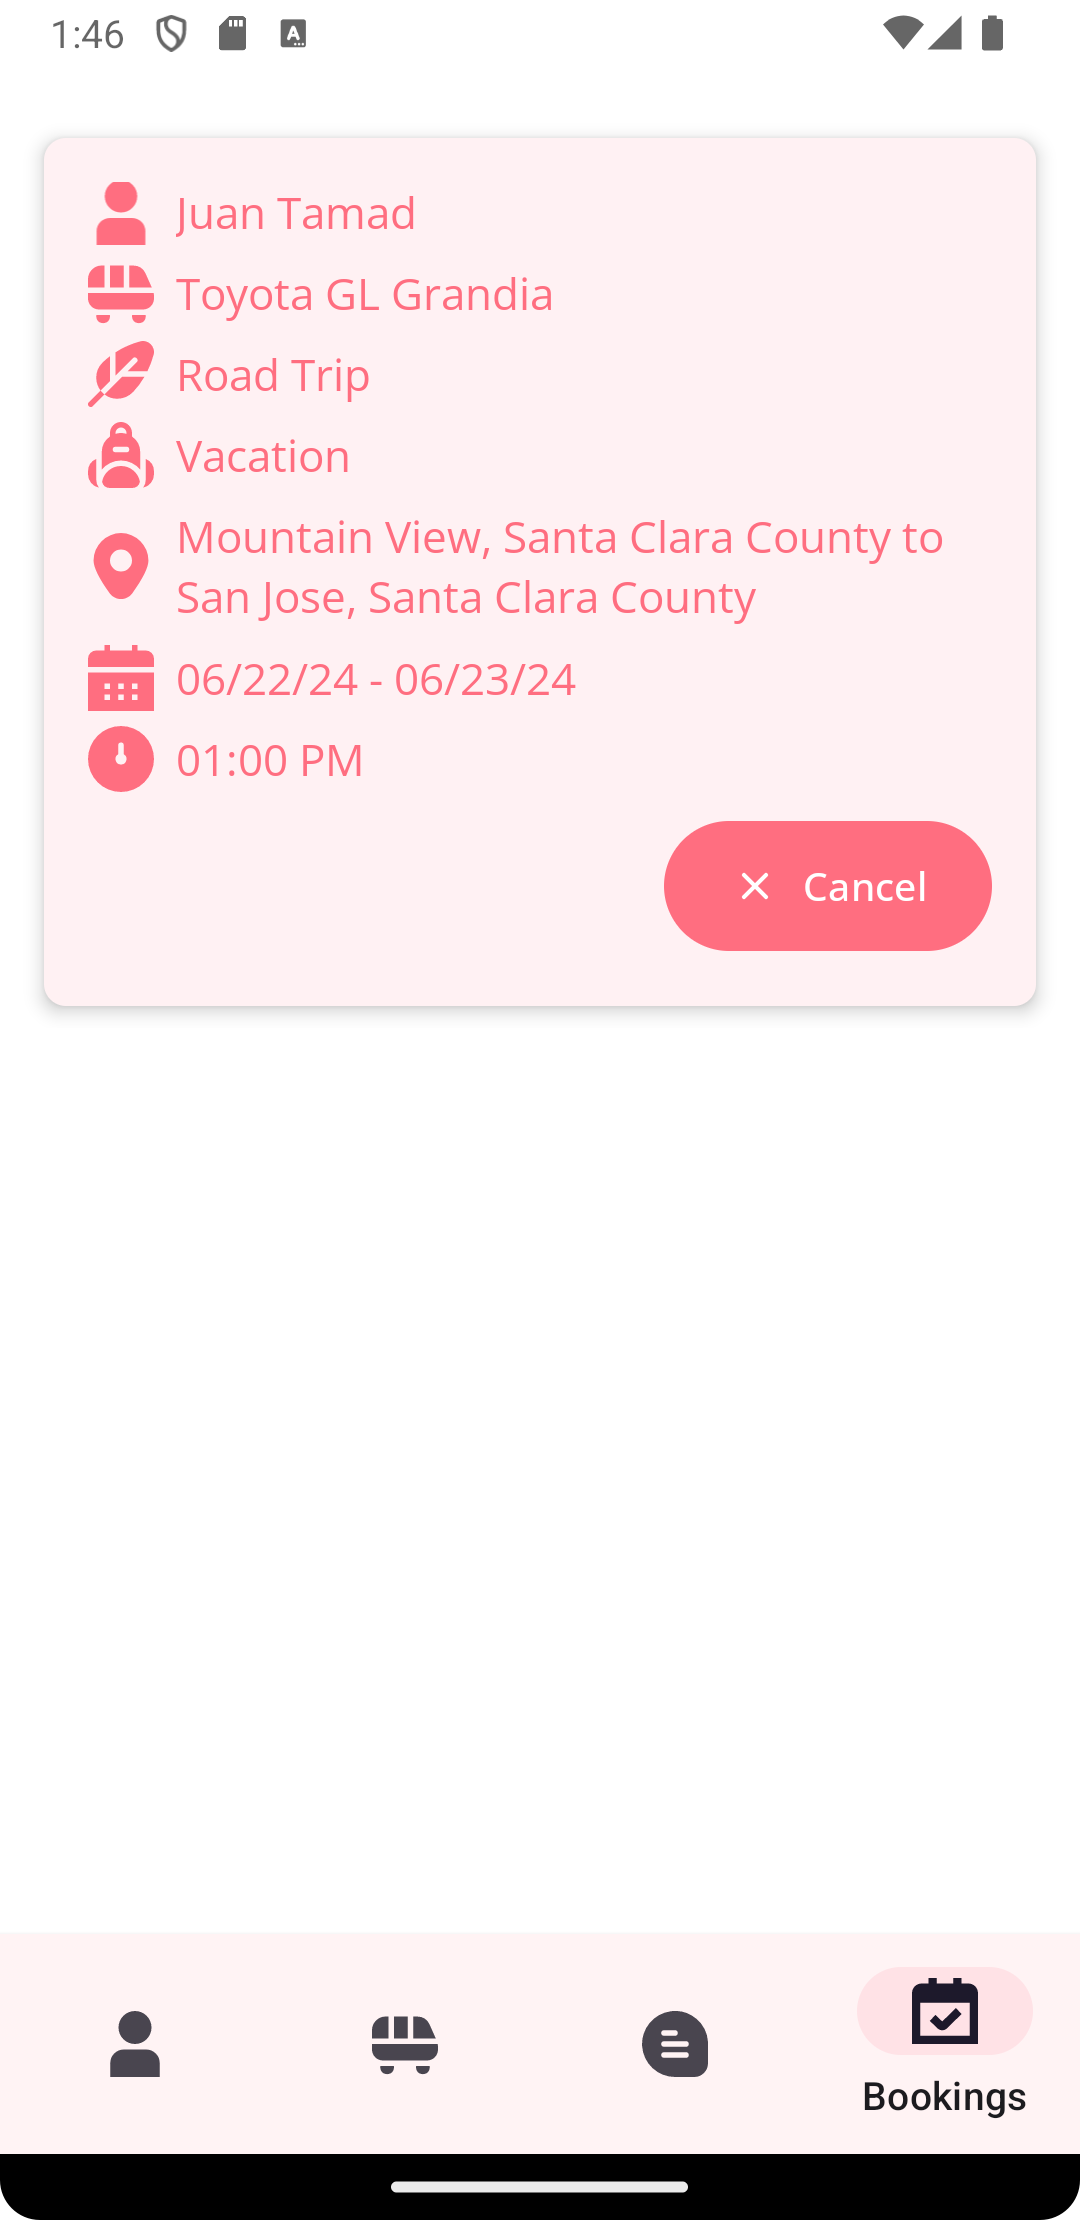 1:46
Juan Tamad
Toyota GL Grandia
Road Trip
Vacation
Mountain View, Santa Clara County to
San Jose, Santa Clara County
06/22/24 - 06/23/24
01:00 PM
Cancel
Bookings